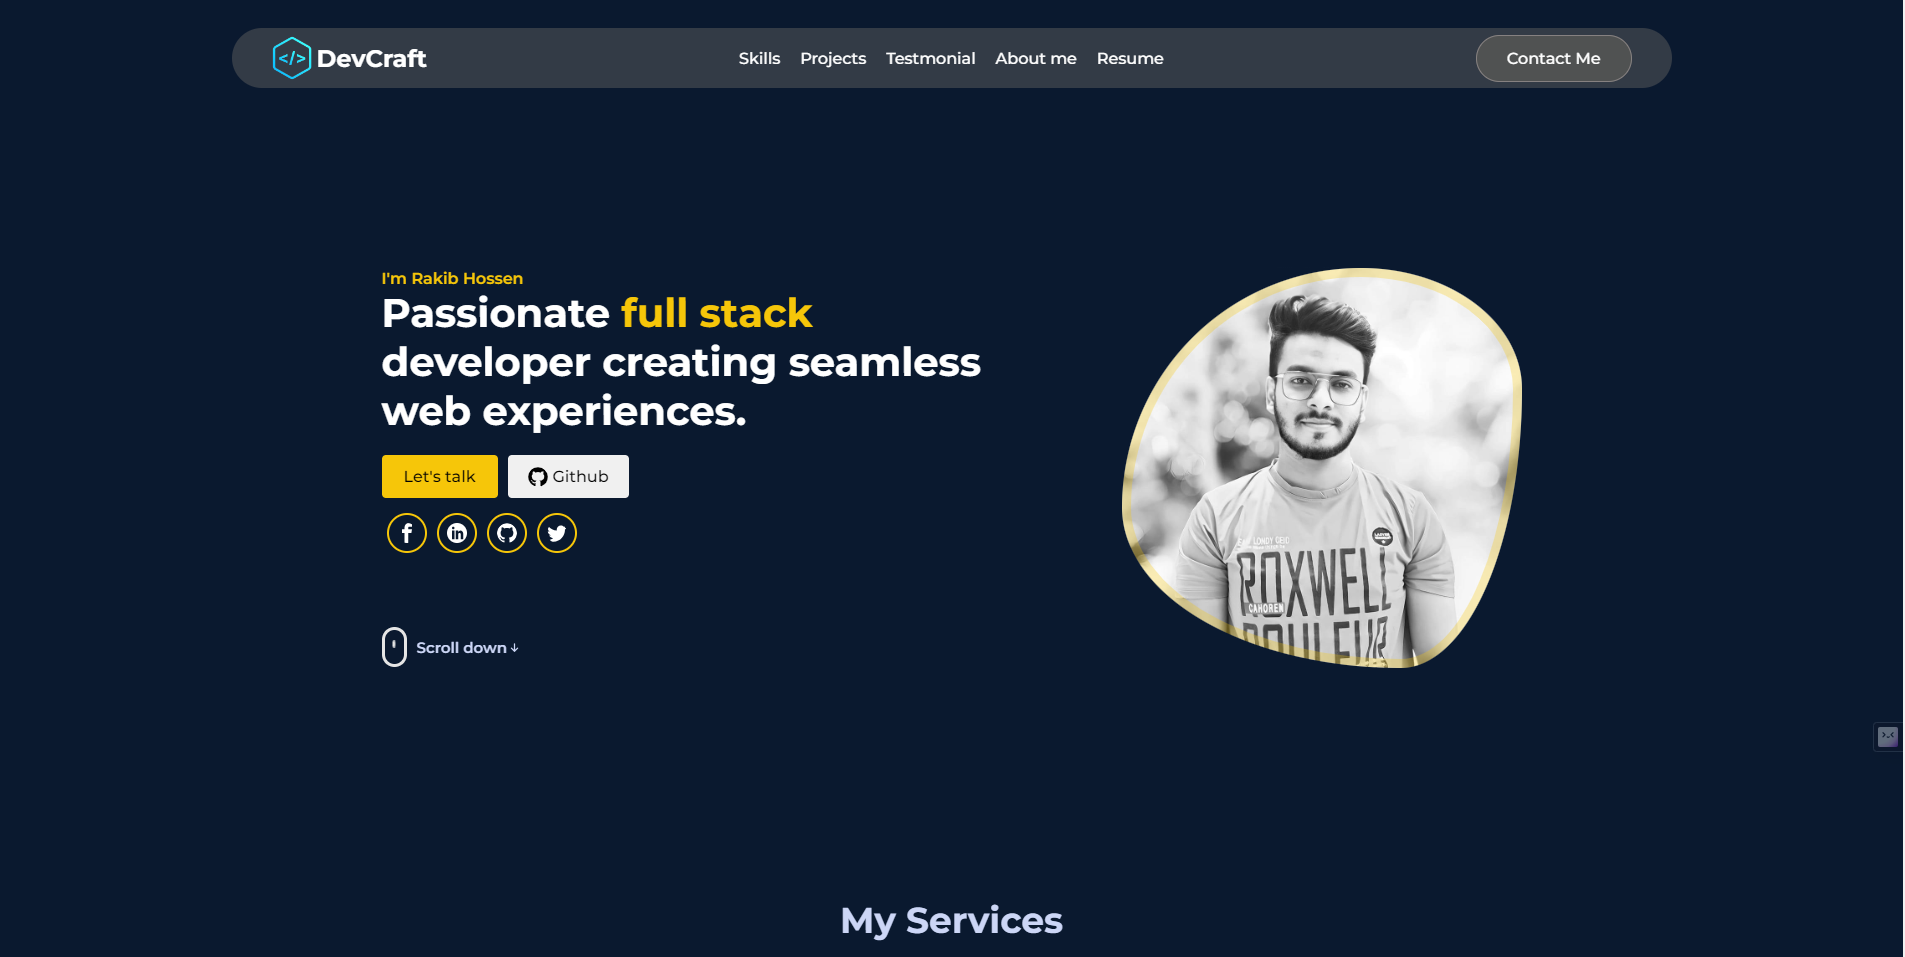 </> DevCraft
Skills Projects Testmonial About me Resume
Contact Me
I'm Rakib Hossen
Passionate full stack
developer creating seamless
web experiences.
Let's talk
Github
Scroll down ↓
ROXWELL
CAHOREN
My Services